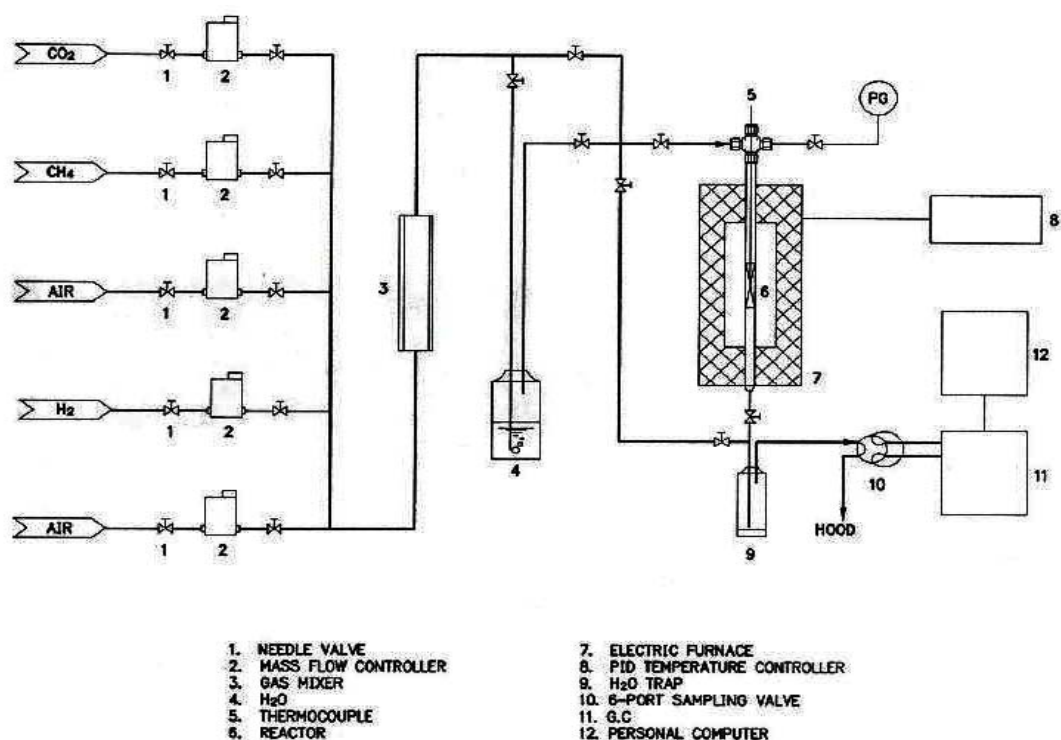 CO₂
1
2
CH₄
1
2
AIR
1
2
H₂
1
2
AIR
1
2
3
4
5
PG
6
7
8
9
HOOD
10
11
12
1. NEEDLE VALVE
2. MASS FLOW CONTROLLER
3. GAS MIXER
4. H₂O
5. THERMOCOUPLE
6. REACTOR
7. ELECTRIC FURNACE
8. PID TEMPERATURE CONTROLLER
9. H₂O TRAP
10. 6-PORT SAMPLING VALVE
11. G.C
12. PERSONAL COMPUTER